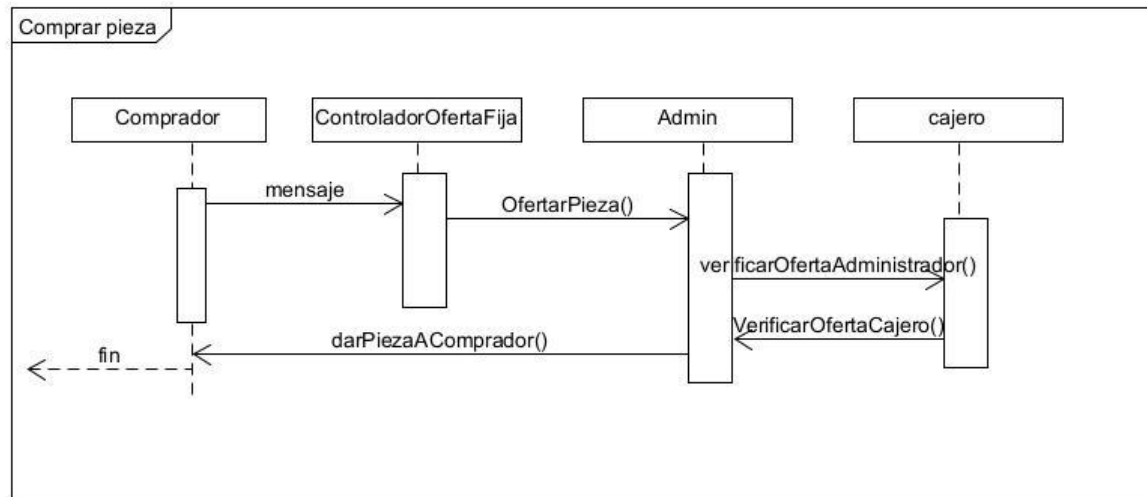 Comprar pieza
Comprador
ControladorOfertaFija
Admin
cajero
mensaje
OfertarPieza()
verificarOfertaAdministrador()
VerificarOfertaCajero()
darPiezaAComprador()
fin